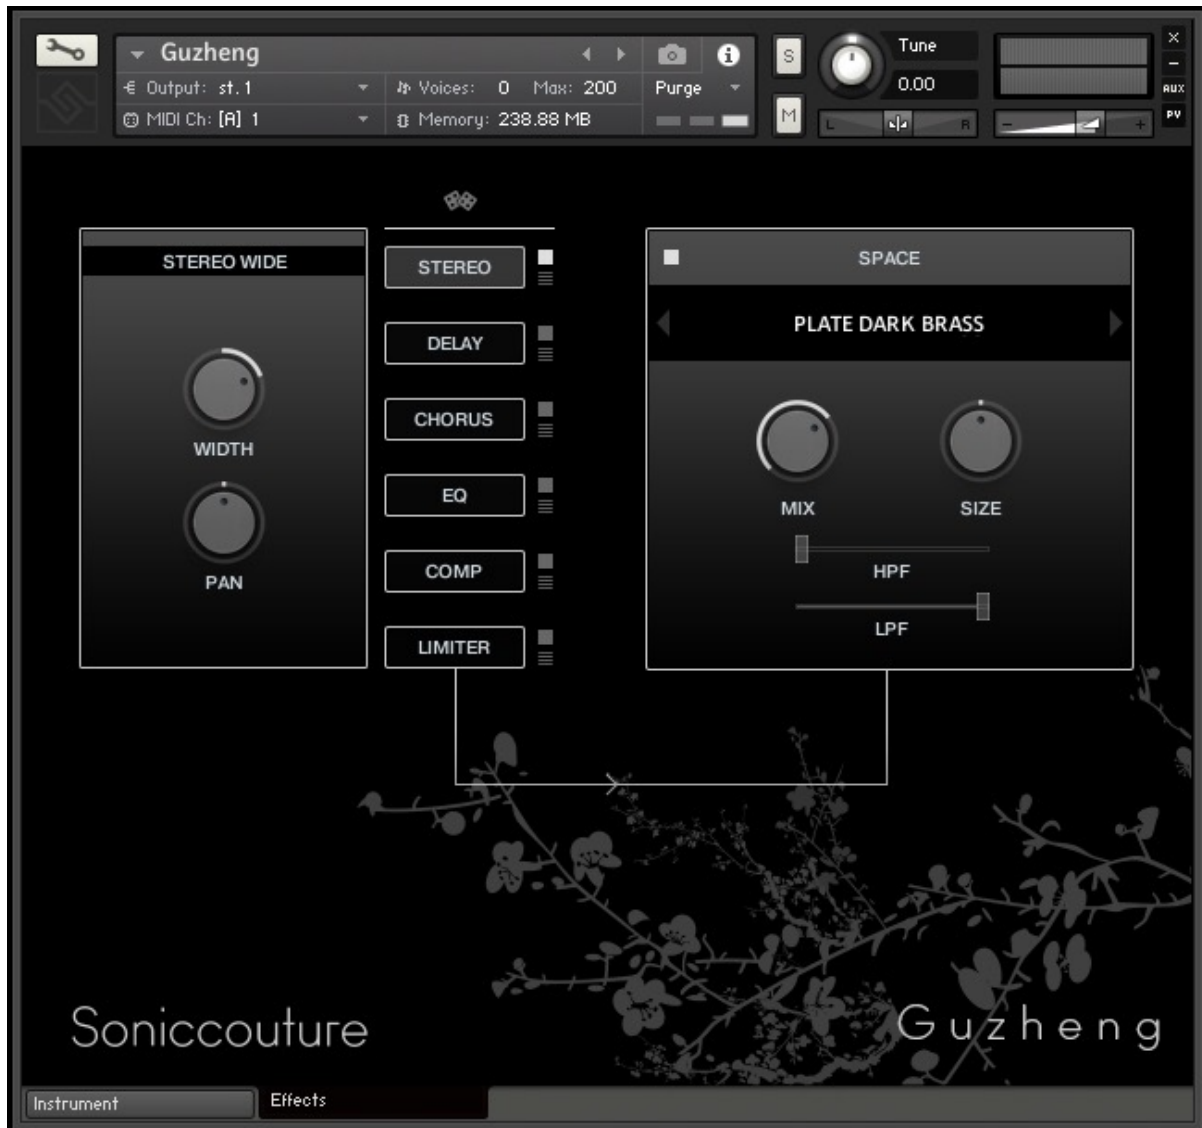 Guzheng
S
Tune
0.00
Output: st. 1
Voices: 0 Max: 200
Purge
MIDI Ch: [A] 1
Memory: 238.88 MB
M
L R
- +
×
-
AUX
PV
STEREO WIDE
WIDTH
PAN
STEREO
DELAY
CHORUS
EQ
COMP
LIMITER
SPACE
PLATE DARK BRASS
MIX SIZE
HPF
LPF
Soniccouture
Guzheng
Instrument Effects